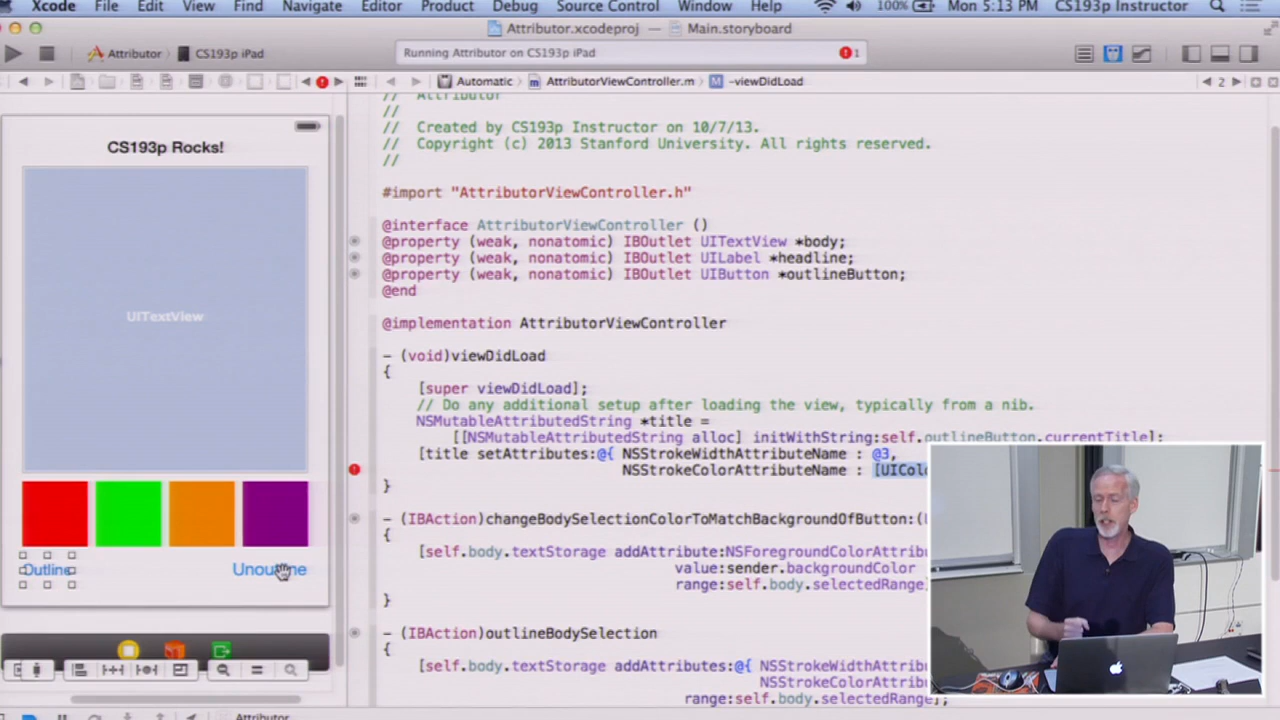 Xcode File Edit View Find Navigate Editor Product Debug Source Control Window Help 100% Mon 5:13 PM CS193p Instructor
Attributor.xcodeproj — Main.storyboard
Attributor CS193p iPad Running Attributor on CS193p iPad 1
Automatic AttributorViewController.m M -viewDidLoad 2
// Attributor
//
// Created by CS193p Instructor on 10/7/13.
// Copyright (c) 2013 Stanford University. All rights reserved.
//
#import "AttributorViewController.h"
@interface AttributorViewController ()
@property (weak, nonatomic) IBOutlet UITextView *body;
@property (weak, nonatomic) IBOutlet UILabel *headline;
@property (weak, nonatomic) IBOutlet UIButton *outlineButton;
@end
@implementation AttributorViewController
- (void)viewDidLoad
{
[super viewDidLoad];
// Do any additional setup after loading the view, typically from a nib.
NSMutableAttributedString *title =
[[NSMutableAttributedString alloc] initWithString:self.outlineButton.currentTitle];
[title setAttributes:@{ NSStrokeWidthAttributeName : @3,
NSStrokeColorAttributeName : [UIColo
}
- (IBAction)changeBodySelectionColorToMatchBackgroundOfButton:(
{
[self.body.textStorage addAttribute:NSForegroundColorAttribu
value:sender.backgroundColor
range:self.body.selectedRange]
}
- (IBAction)outlineBodySelection
{
[self.body.textStorage addAttributes:@{ NSStrokeWidthAttribu
NSStrokeColorAttribu
range:self.body.selectedRange];
CS193p Rocks!
UITextView
Outline
Attributor